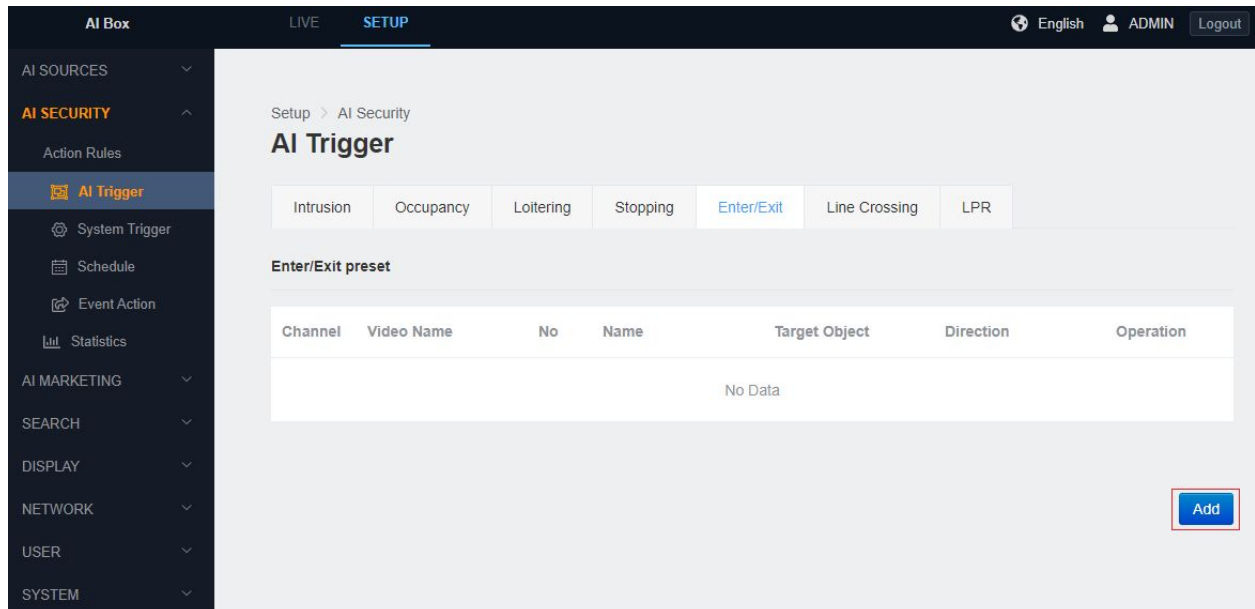 AI Box
LIVE SETUP
English ADMIN Logout
AI SOURCES
AI SECURITY
Action Rules
AI Trigger
System Trigger
Schedule
Event Action
Statistics
AI MARKETING
SEARCH
DISPLAY
NETWORK
USER
SYSTEM
Setup > AI Security
AI Trigger
Intrusion Occupancy Loitering Stopping Enter/Exit Line Crossing LPR
Enter/Exit preset
Channel Video Name No Name Target Object Direction Operation
No Data
Add